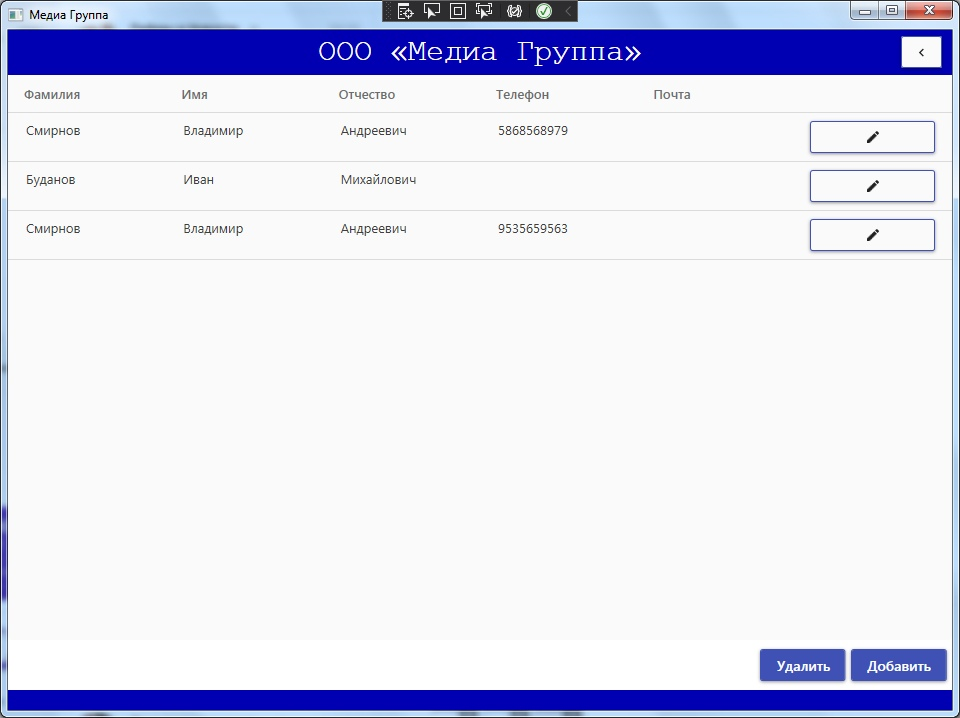 Медиа Группа
ООО «Медиа Группа»
Фамилия Имя Отчество Телефон Почта
Смирнов Владимир Андреевич 5868568979
Буданов Иван Михайлович
Смирнов Владимир Андреевич 9535659563
Удалить Добавить